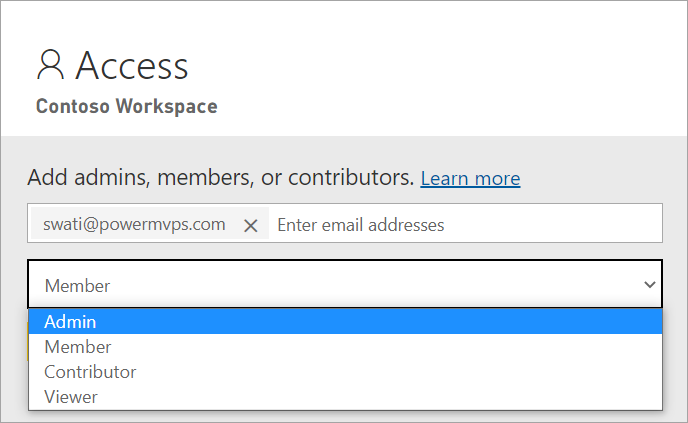 Access
Contoso Workspace
Add admins, members, or contributors. Learn more
swati@powermvps.com Enter email addresses
Member
Admin
Member
Contributor
Viewer